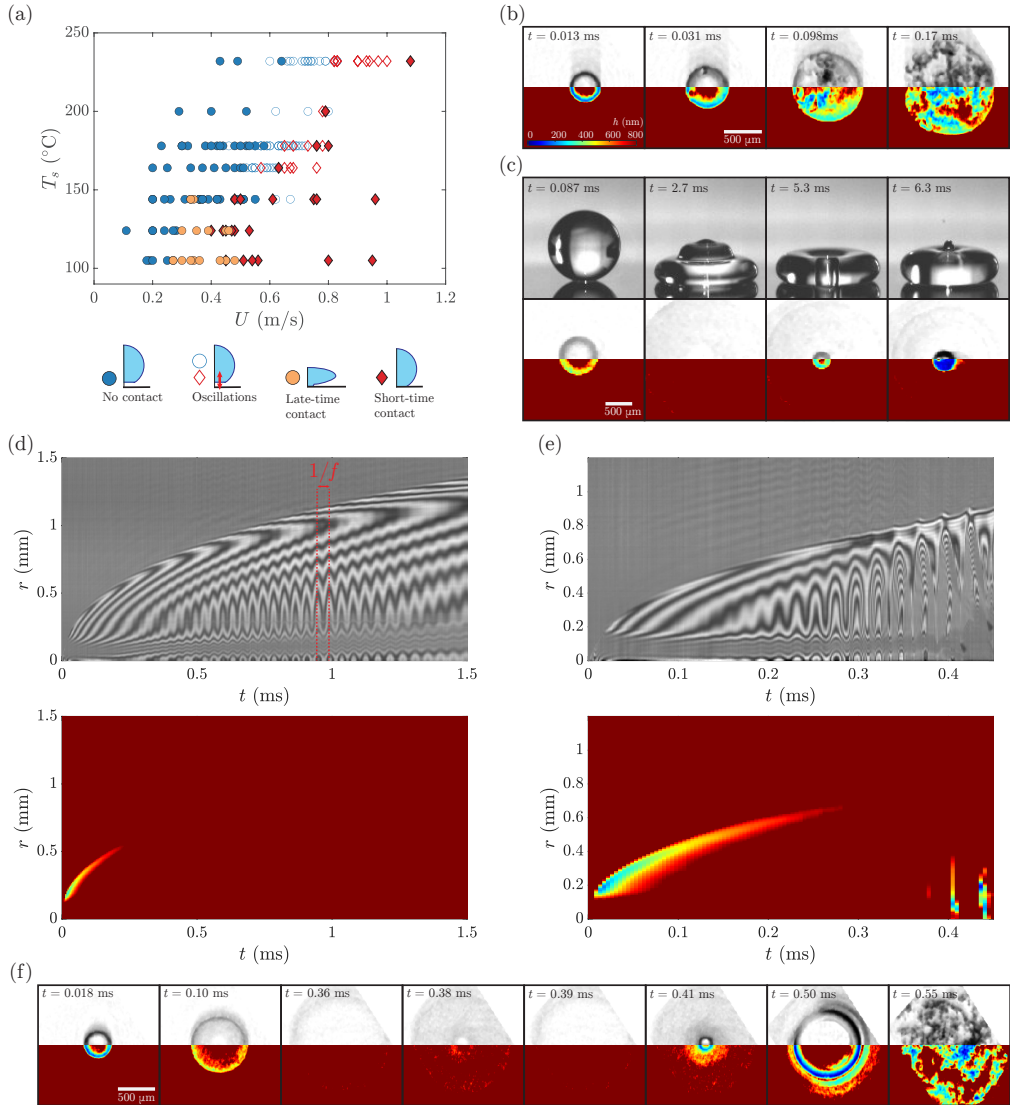 (a)
250
200
150
100
T_s (°C)
0 0.2 0.4 0.6 0.8 1 1.2
U (m/s)
No contact
Oscillations
Late-time
contact
Short-time
contact
(b)
t = 0.013 ms
t = 0.031 ms
t = 0.098ms
t = 0.17 ms
h (nm)
0 200 400 600 800
500 µm
(c)
t = 0.087 ms
t = 2.7 ms
t = 5.3 ms
t = 6.3 ms
500 µm
(d)
1.5
1
0.5
0
r (mm)
1/f
0 0.5 1 1.5
t (ms)
1.5
1
0.5
0
r (mm)
0 0.5 1 1.5
t (ms)
(e)
1
0.8
0.6
0.4
0.2
0
r (mm)
0 0.1 0.2 0.3 0.4
t (ms)
1
0.8
0.6
0.4
0.2
0
r (mm)
0 0.1 0.2 0.3 0.4
t (ms)
(f)
t = 0.018 ms
t = 0.10 ms
t = 0.36 ms
t = 0.38 ms
t = 0.39 ms
t = 0.41 ms
t = 0.50 ms
t = 0.55 ms
500 µm